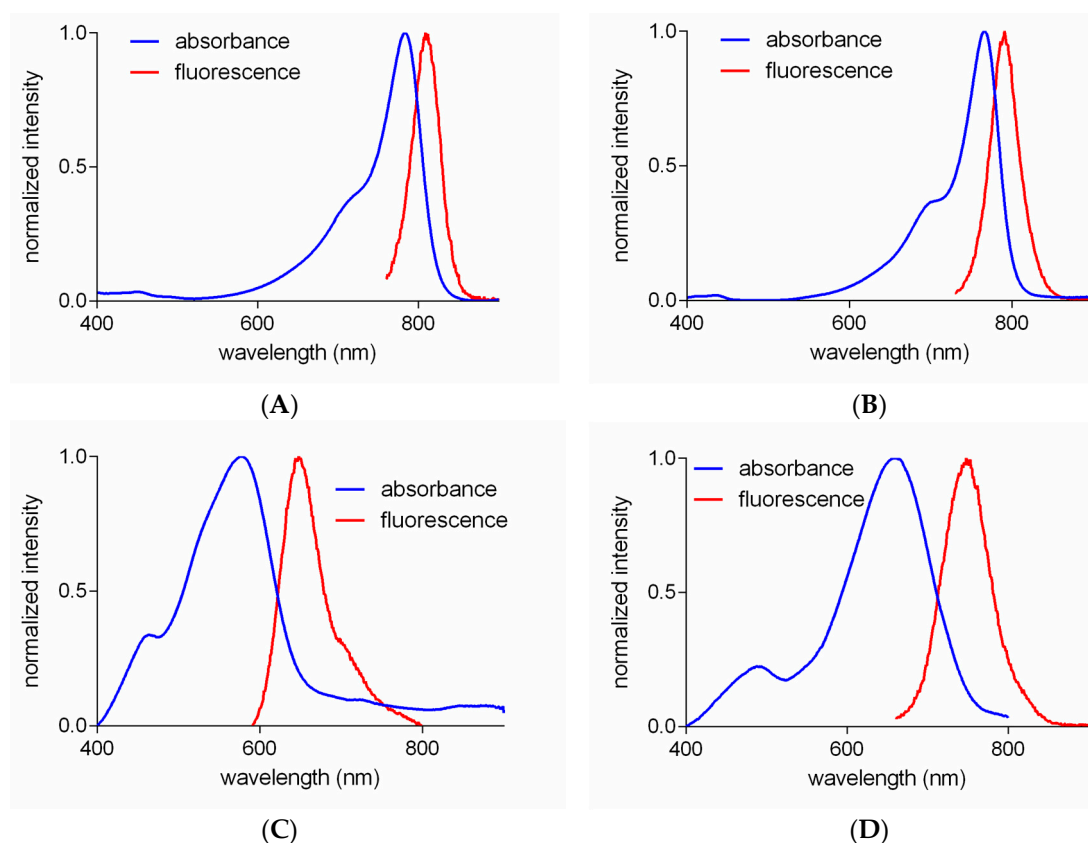 absorbance
fluorescence
normalized intensity
1.0
0.5
0.0
400
600
800
wavelength (nm)
(A)
absorbance
fluorescence
normalized intensity
1.0
0.5
0.0
400
600
800
wavelength (nm)
(B)
absorbance
fluorescence
normalized intensity
1.0
0.5
0.0
400
600
800
wavelength (nm)
(C)
absorbance
fluorescence
normalized intensity
1.0
0.5
0.0
400
600
800
wavelength (nm)
(D)